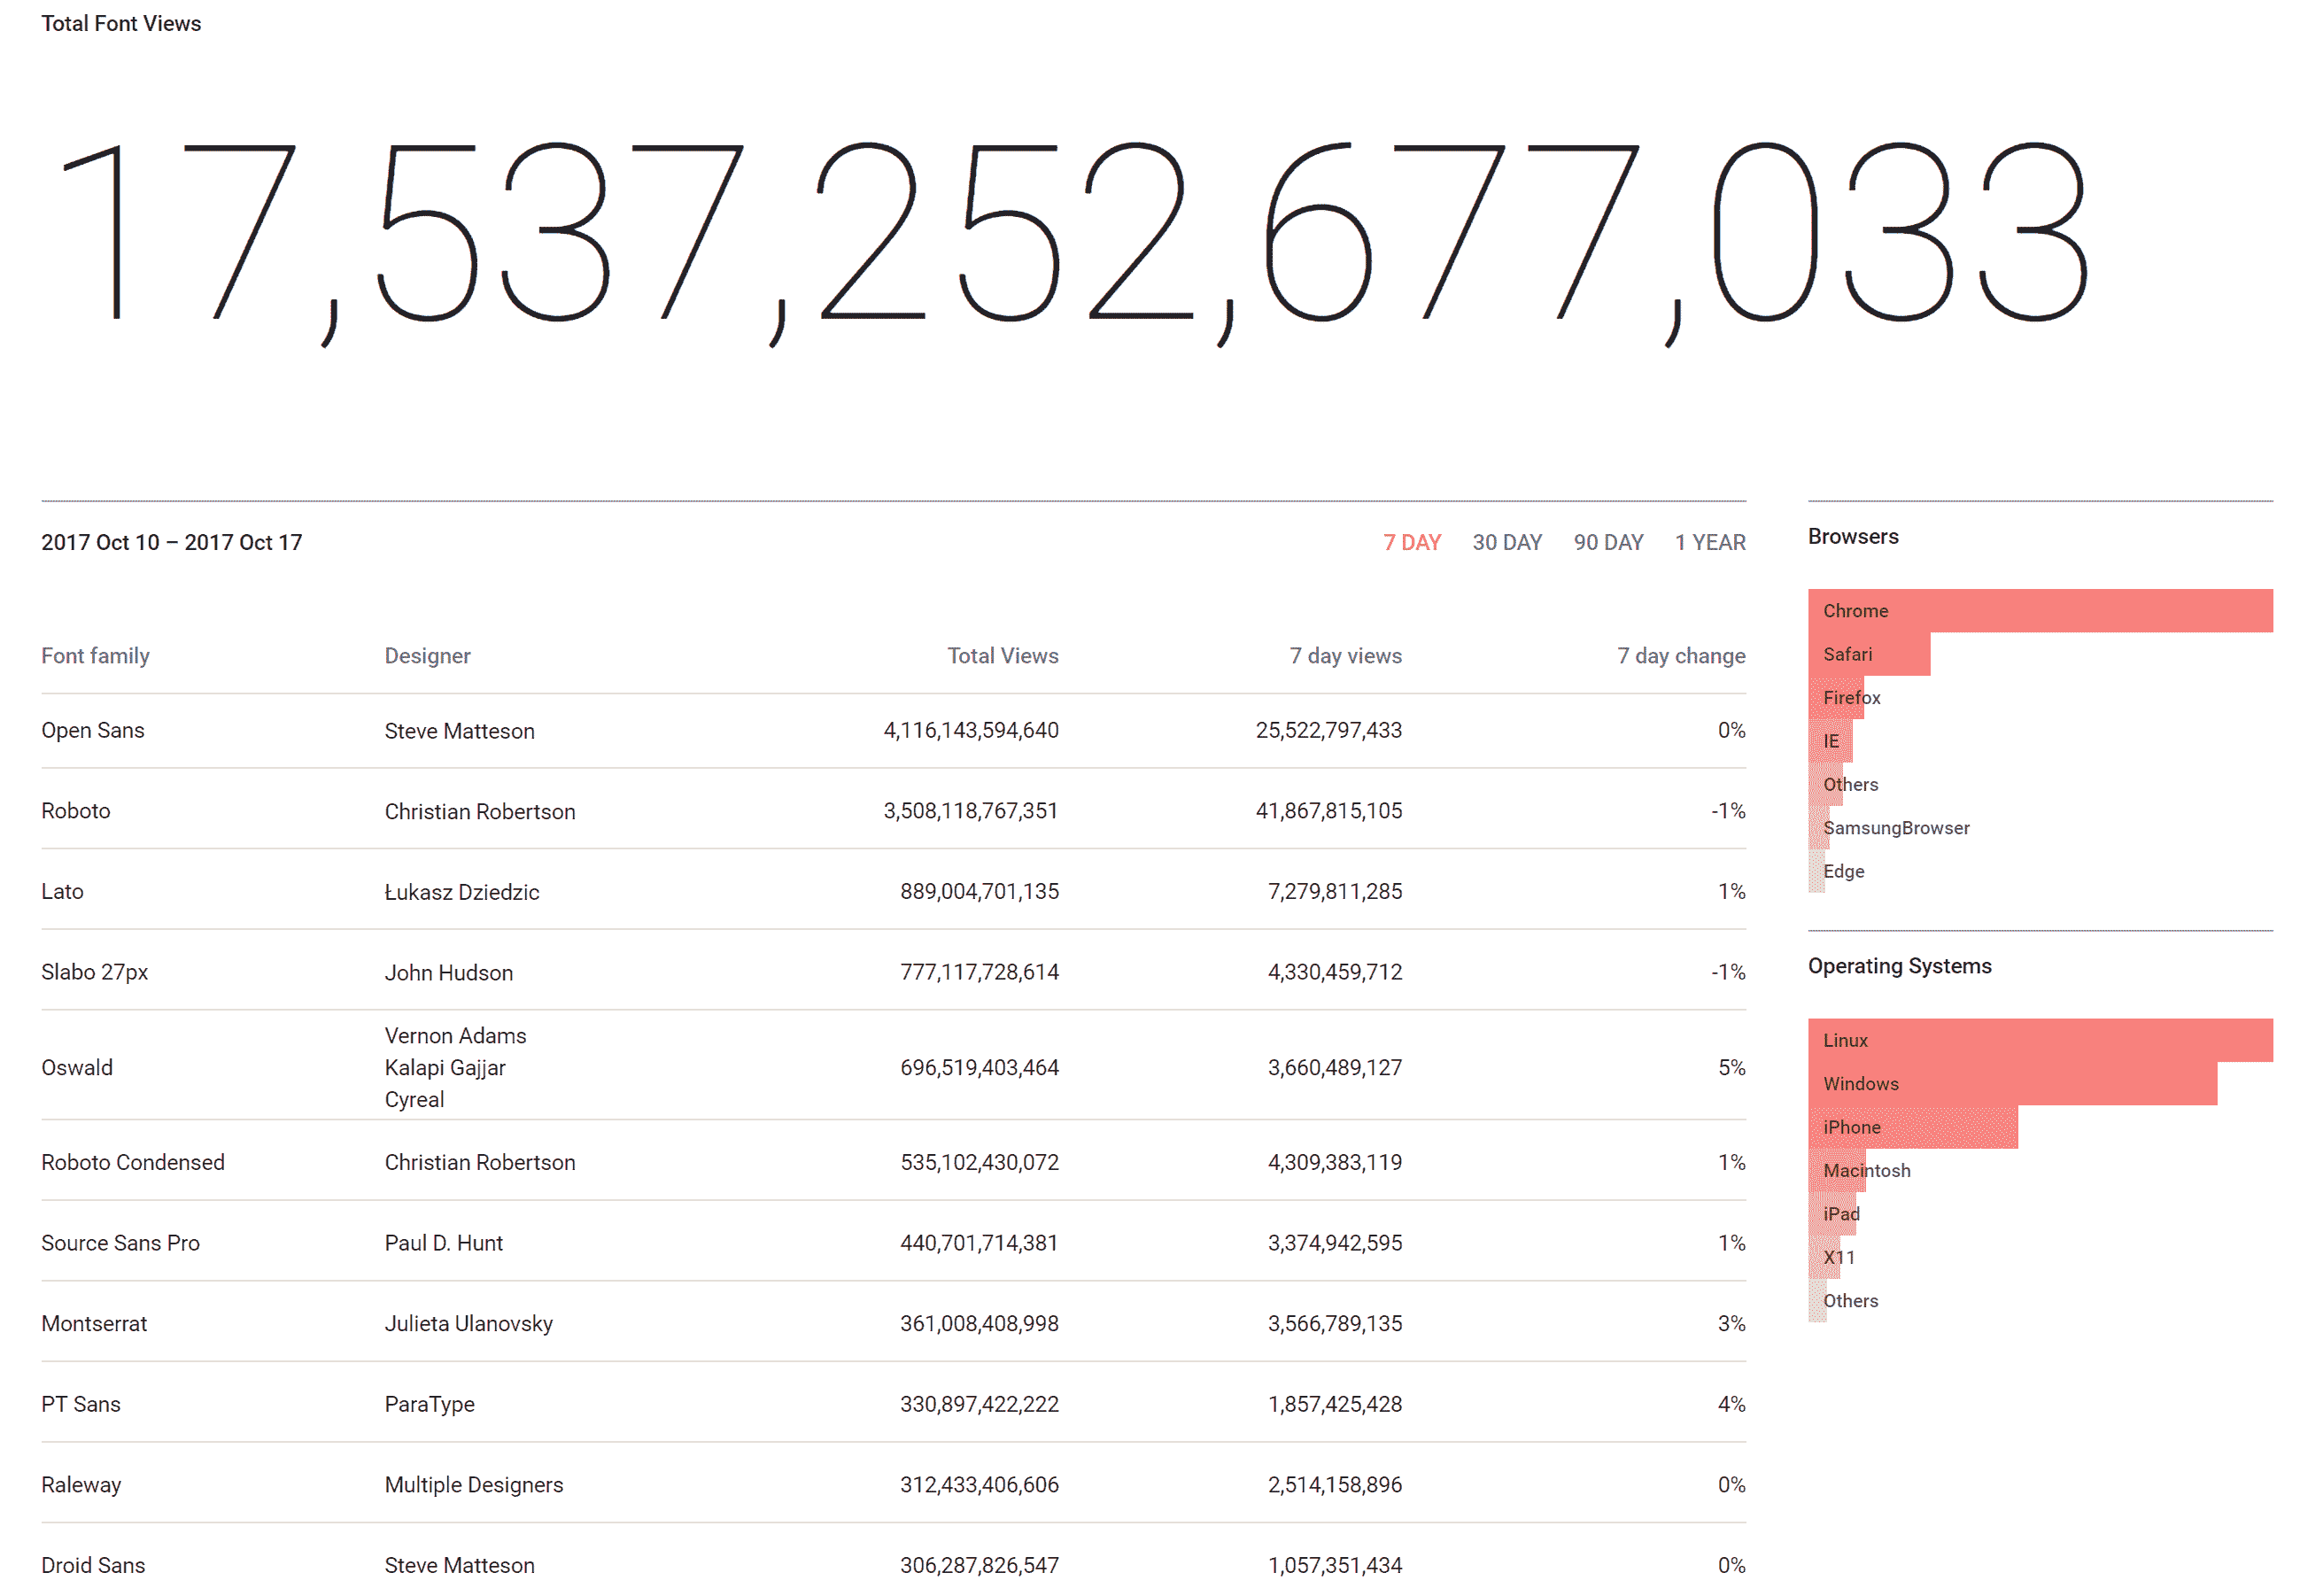 Total Font Views
17,537,252,677,033
2017 Oct 10 – 2017 Oct 17 7 DAY 30 DAY 90 DAY 1 YEAR
Font family Designer Total Views 7 day views 7 day change
Open Sans Steve Matteson 4,116,143,594,640 25,522,797,433 0%
Roboto Christian Robertson 3,508,118,767,351 41,867,815,105 -1%
Lato Łukasz Dziedzic 889,004,701,135 7,279,811,285 1%
Slabo 27px John Hudson 777,117,728,614 4,330,459,712 -1%
Vernon Adams
Oswald Kalapi Gajjar 696,519,403,464 3,660,489,127 5%
Cyreal
Roboto Condensed Christian Robertson 535,102,430,072 4,309,383,119 1%
Source Sans Pro Paul D. Hunt 440,701,714,381 3,374,942,595 1%
Montserrat Julieta Ulanovsky 361,008,408,998 3,566,789,135 3%
PT Sans ParaType 330,897,422,222 1,857,425,428 4%
Raleway Multiple Designers 312,433,406,606 2,514,158,896 0%
Droid Sans Steve Matteson 306,287,826,547 1,057,351,434 0%
Browsers
Chrome
Safari
Firefox
IE
Others
SamsungBrowser
Edge
Operating Systems
Linux
Windows
iPhone
Macintosh
iPad
X11
Others